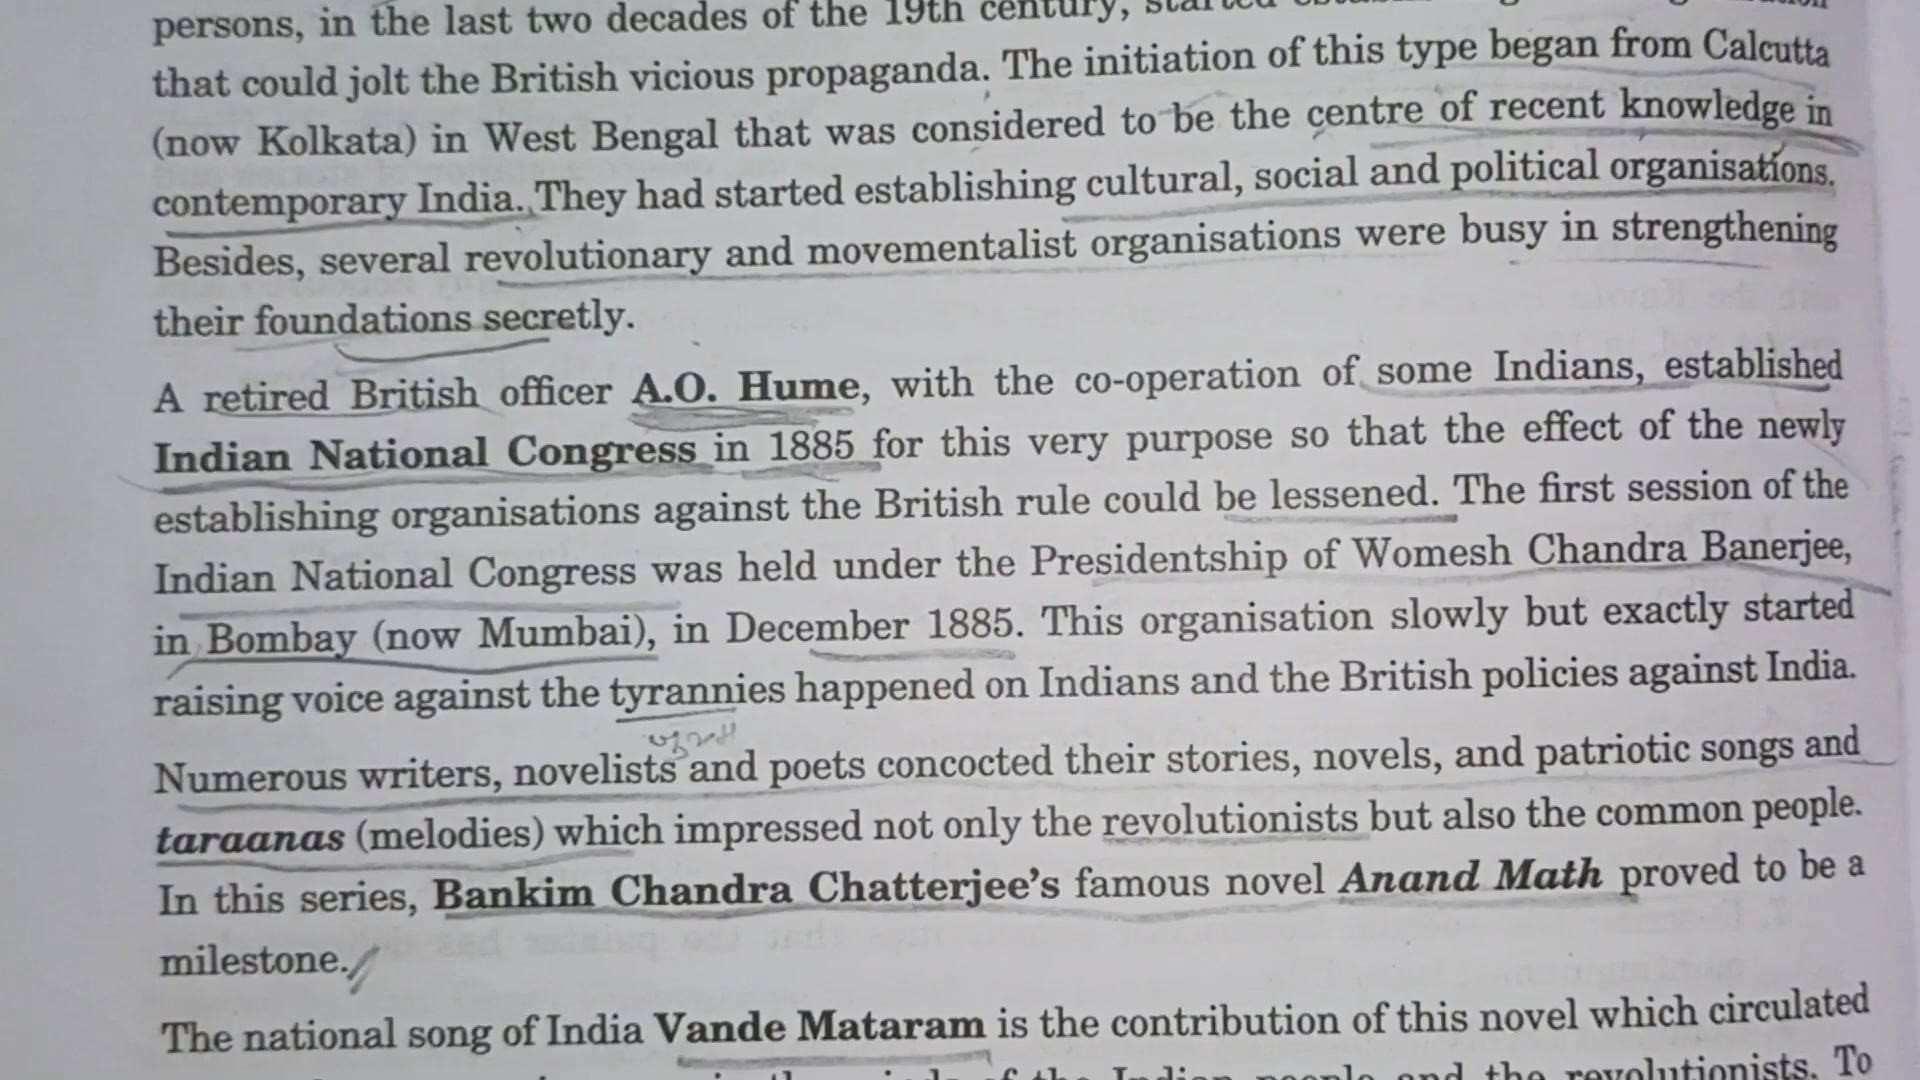 persons, in the last two decades of the 19th century, started
that could jolt the British vicious propaganda. The initiation of this type began from Calcutta
(now Kolkata) in West Bengal that was considered to be the centre of recent knowledge in
contemporary India. They had started establishing cultural, social and political organisations.
Besides, several revolutionary and movementalist organisations were busy in strengthening
their foundations secretly.
A retired British officer A.O. Hume, with the co-operation of some Indians, established
Indian National Congress in 1885 for this very purpose so that the effect of the newly
establishing organisations against the British rule could be lessened. The first session of the
Indian National Congress was held under the Presidentship of Womesh Chandra Banerjee,
in Bombay (now Mumbai), in December 1885. This organisation slowly but exactly started
raising voice against the tyrannies happened on Indians and the British policies against India.
Numerous writers, novelists and poets concocted their stories, novels, and patriotic songs and
taraanas (melodies) which impressed not only the revolutionists but also the common people.
In this series, Bankim Chandra Chatterjee's famous novel Anand Math proved to be a
milestone.
The national song of India Vande Mataram is the contribution of this novel which circulated
of the Indian people and the revolutionists. To